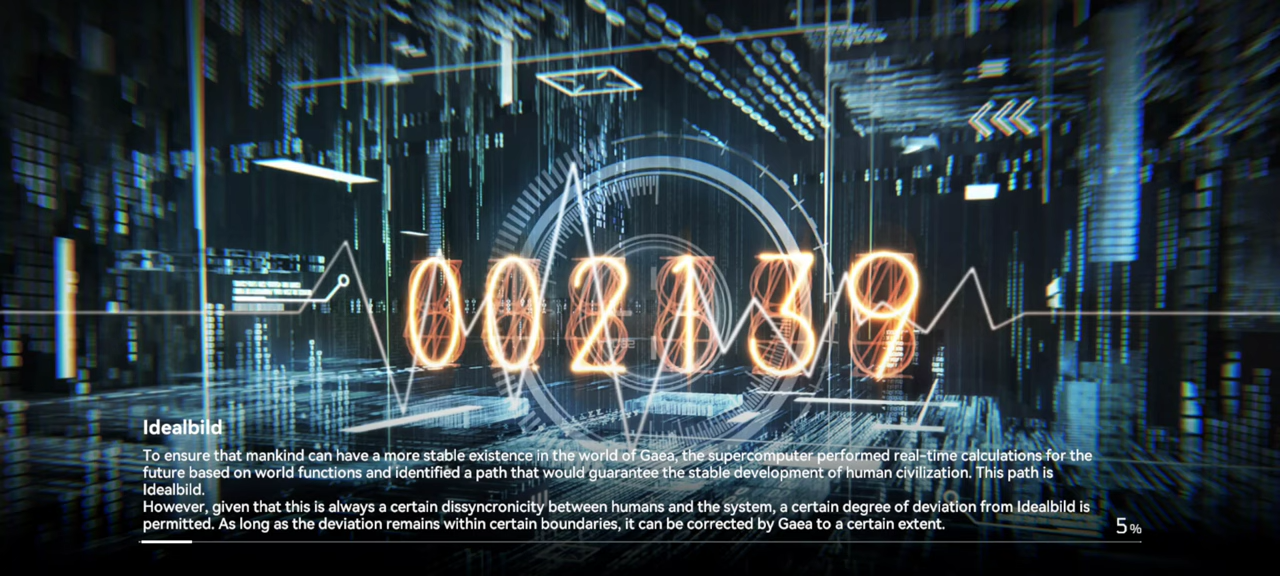 002139
Idealbild
To ensure that mankind can have a more stable existence in the world of Gaea, the supercomputer performed real-time calculations for the
future based on world functions and identified a path that would guarantee the stable development of human civilization. This path is
Idealbild.
However, given that this is always a certain dissyncronicity between humans and the system, a certain degree of deviation from Idealbild is
permitted. As long as the deviation remains within certain boundaries, it can be corrected by Gaea to a certain extent.
5%